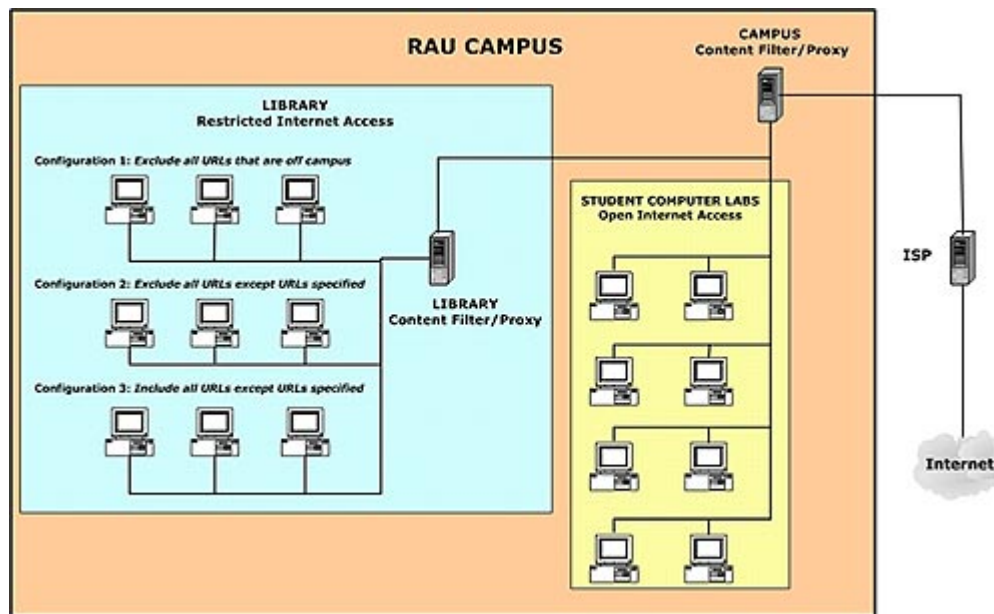 RAU CAMPUS
CAMPUS
Content Filter/Proxy
LIBRARY
Restricted Internet Access
Configuration 1: Exclude all URLs that are off campus
Configuration 2: Exclude all URLs except URLs specified
LIBRARY
Content Filter/Proxy
Configuration 3: Include all URLs except URLs specified
STUDENT COMPUTER LABS
Open Internet Access
ISP
Internet